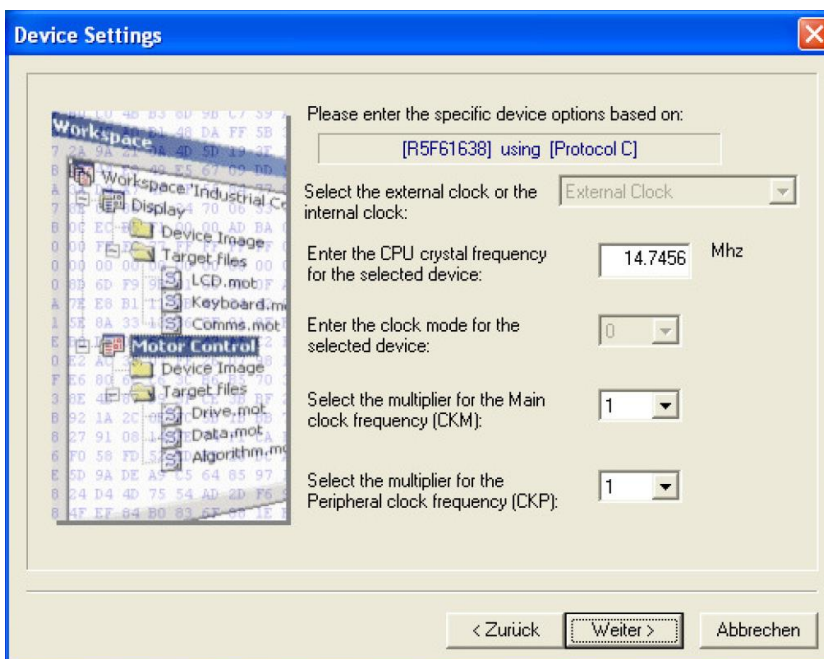 Device Settings
Workspace
Workspace 'Industrial Co
Display
Device Image
Target files
LCD.mot
Keyboard.m
Comms.mot
Motor Control
Device Image
Target files
Drive.mot
Data.mot
Algorithm.mo
Please enter the specific device options based on:
[R5F61638] using [Protocol C]
Select the external clock or the
internal clock:
External Clock
Enter the CPU crystal frequency
for the selected device:
14.7456 Mhz
Enter the clock mode for the
selected device:
0
Select the multiplier for the Main
clock frequency (CKM):
1
Select the multiplier for the
Peripheral clock frequency (CKP):
1
< Zurück Weiter > Abbrechen